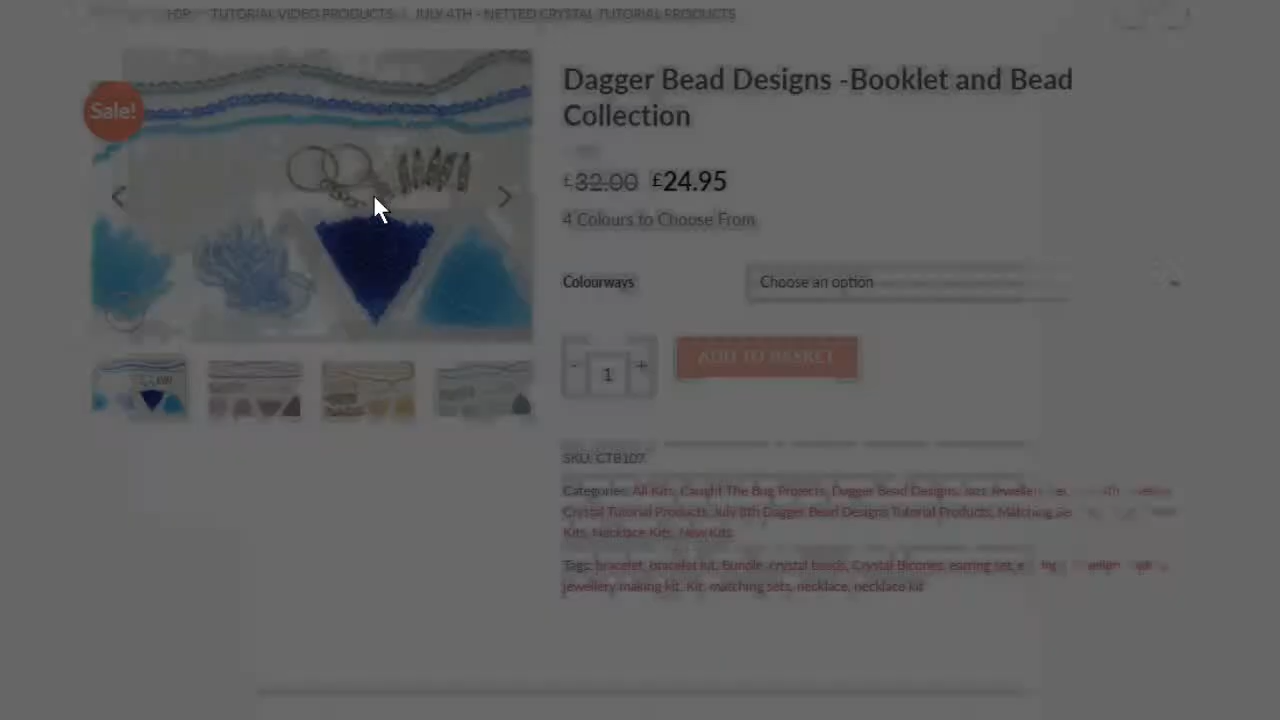 TUTORIAL VIDEO PRODUCTS / JULY 4TH - NETTED CRYSTAL TUTORIAL PRODUCTS
Sale!
Dagger Bead Designs -Booklet and Bead
Collection
£32.00 £24.95
4 Colours to Choose From
Colourways
Choose an option
- 1 +
ADD TO BASKET
SKU: CTB107
Categories: All Kits, Caught The Bug Projects, Dagger Bead Designs,
Crystal Tutorial Products, July 8th Dagger Bead Designs Tutorial Products, Matching
Kits, Necklace Kits, New Kits
Tags: bracelet, bracelet kit, Bundle, crystal beads, Crystal Bicones, earring set,
jewellery making kit, Kit, matching sets, necklace, necklace kit